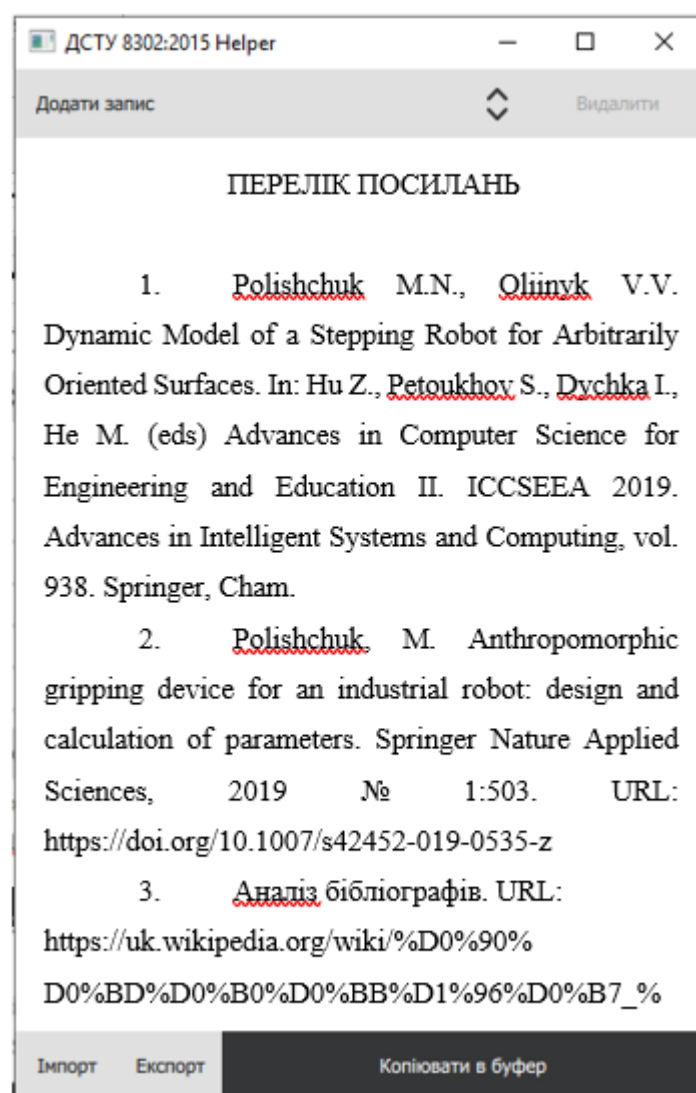 ДСТУ 8302:2015 Helper
Додати запис
Видалити
ПЕРЕЛІК ПОСИЛАНЬ
1. Polishchuk M.N., Oliinyk V.V.
Dynamic Model of a Stepping Robot for Arbitrarily
Oriented Surfaces. In: Hu Z., Petoukhov S., Dychka I.,
He M. (eds) Advances in Computer Science for
Engineering and Education II. ICCSEEA 2019.
Advances in Intelligent Systems and Computing, vol.
938. Springer, Cham.
2. Polishchuk, M. Anthropomorphic
gripping device for an industrial robot: design and
calculation of parameters. Springer Nature Applied
Sciences, 2019 № 1:503. URL:
https://doi.org/10.1007/s42452-019-0535-z
3. Аналіз бібліографів. URL:
https://uk.wikipedia.org/wiki/%D0%90%
D0%BD%D0%B0%D0%BB%D1%96%D0%B7_%
Імпорт Експорт Копіювати в буфер